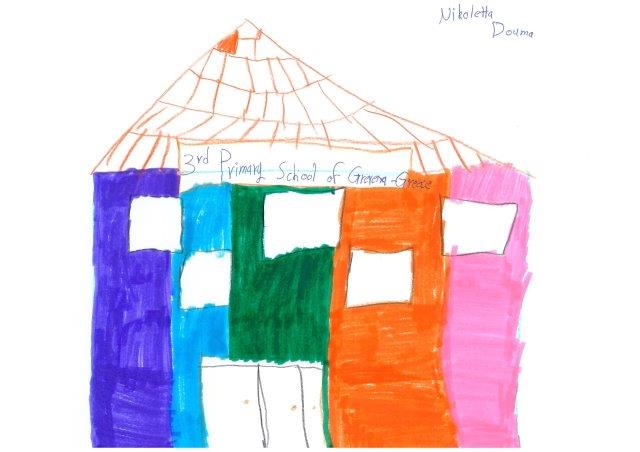 Nikoletta
Douma
3rd Primary School of Grevena-Greece